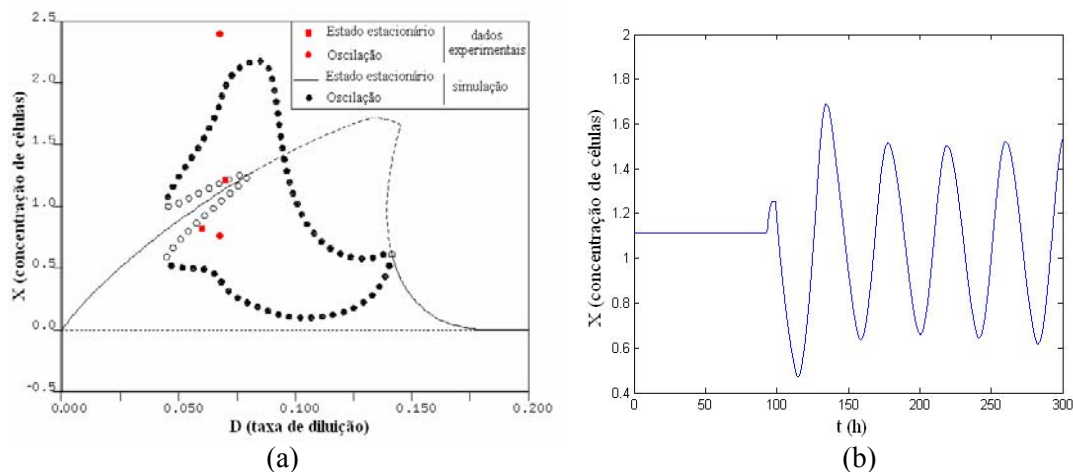 2.5
2.0
1.5
1.0
0.5
0.0
-0.5
X (concentração de células)
0.000
0.050
0.100
0.150
0.200
D (taxa de diluição)
Estado estacionário
Oscilação
dados experimentais
Estado estacionário
Oscilação
simulação
(a)
2
1.8
1.6
1.4
1.2
1
0.8
0.6
0.4
X (concentração de células)
0
50
100
150
200
250
300
t (h)
(b)